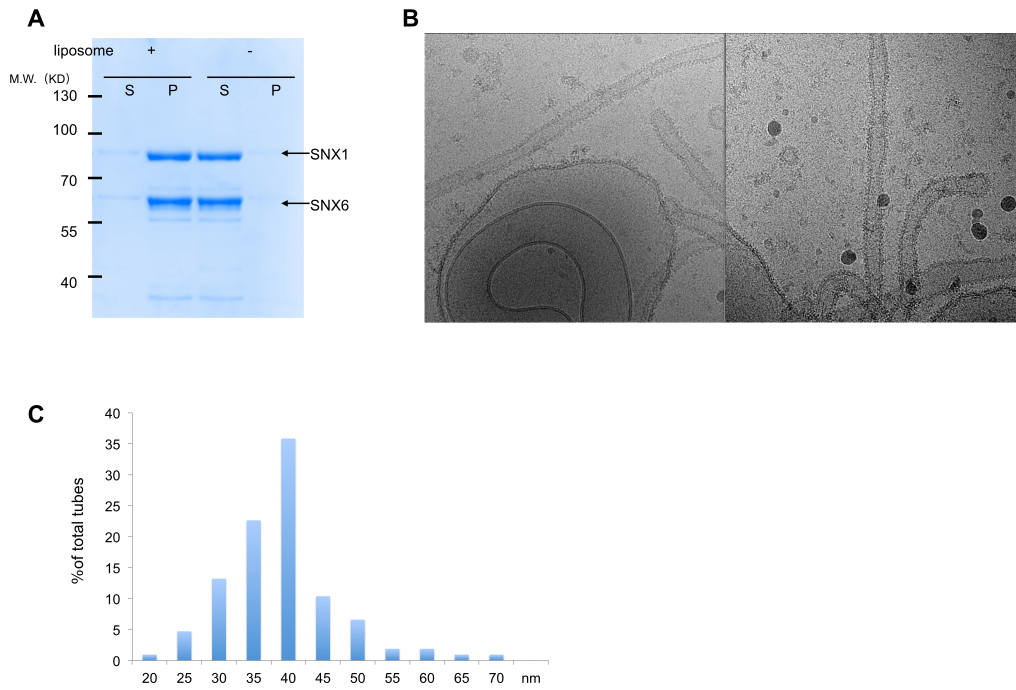 A
liposome + -
M.W. (KD)
S P S P
130
100
SNX1
70
SNX6
55
40
B
C
%of total tubes
40
35
30
25
20
15
10
5
0
20 25 30 35 40 45 50 55 60 65 70 nm